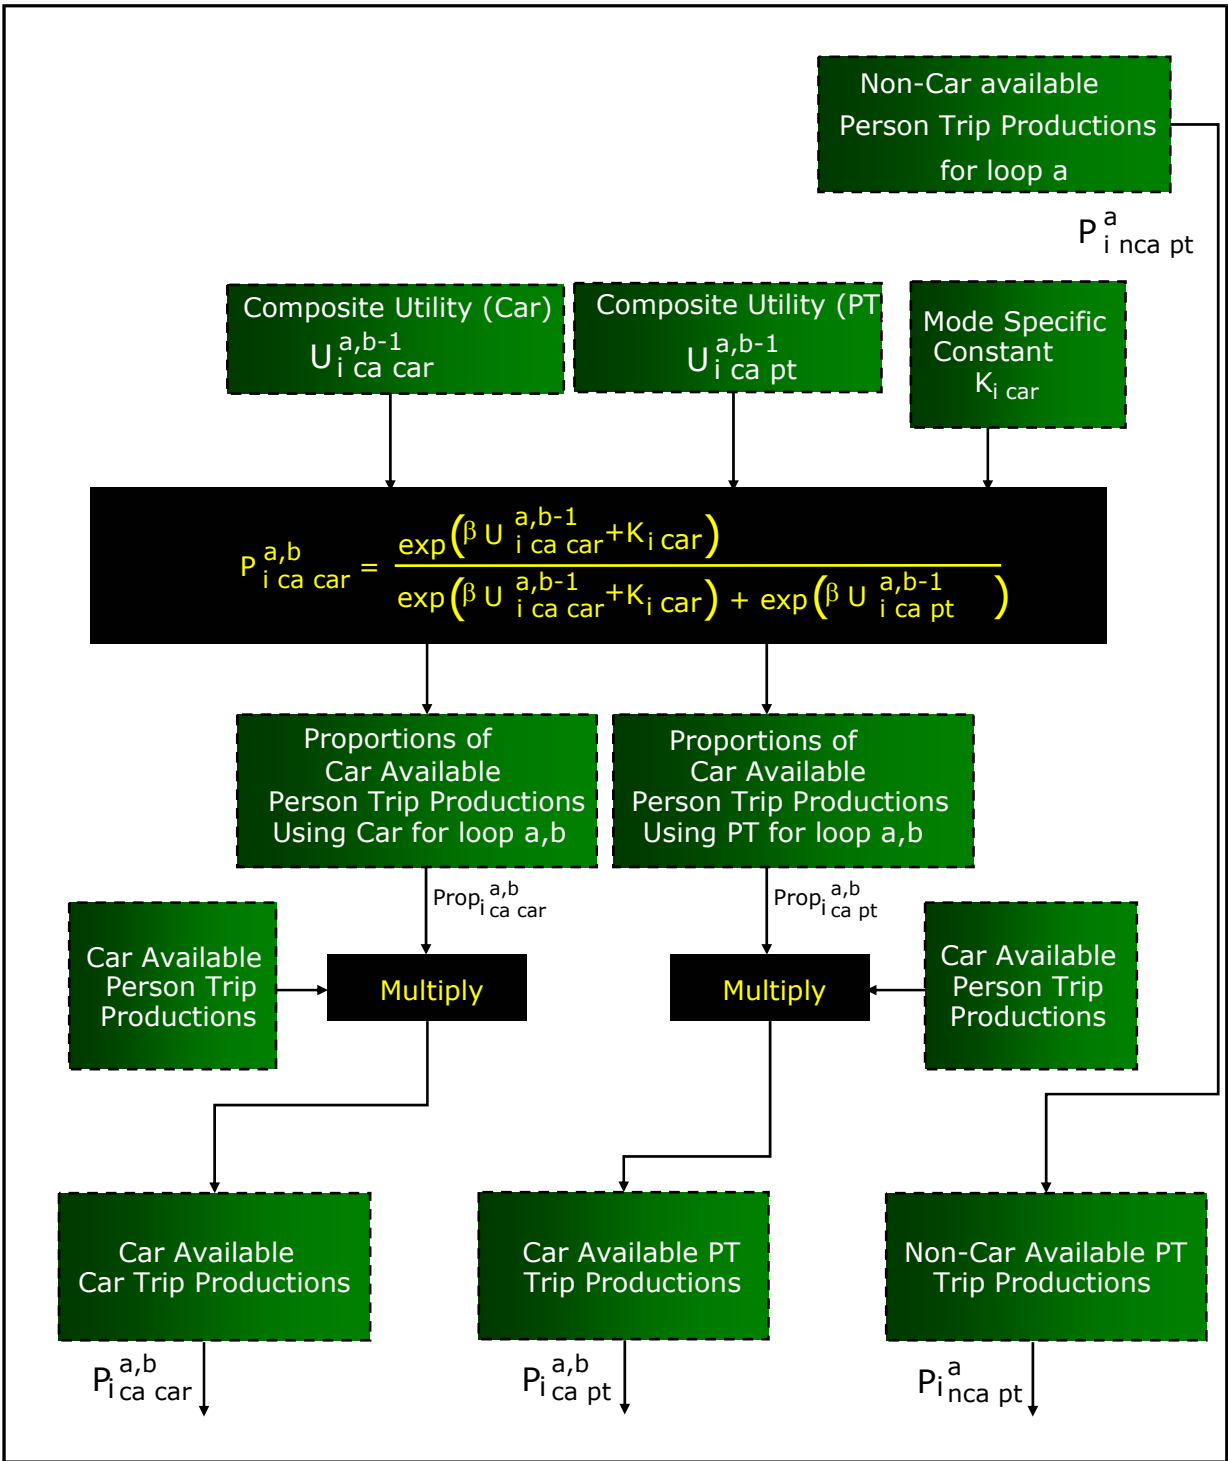 Non-Car available
Person Trip Productions
for loop a
P i nca pt ^a
Composite Utility (Car)
U i ca car ^a,b-1
Composite Utility (PT
U i ca pt ^a,b-1
Mode Specific
Constant
K i car
P i ca car ^a,b = exp(β U i ca car ^a,b-1 +K i car)
exp(β U i ca car ^a,b-1 +K i car) + exp(β U i ca pt ^a,b-1 )
Proportions of
Car Available
Person Trip Productions
Using Car for loop a,b
Proportions of
Car Available
Person Trip Productions
Using PT for loop a,b
Prop i ca car ^a,b
Prop i ca pt ^a,b
Car Available
Person Trip
Productions
Multiply
Multiply
Car Available
Person Trip
Productions
Car Available
Car Trip Productions
Car Available PT
Trip Productions
Non-Car Available PT
Trip Productions
P i ca car ^a,b
P i ca pt ^a,b
P i nca pt ^a